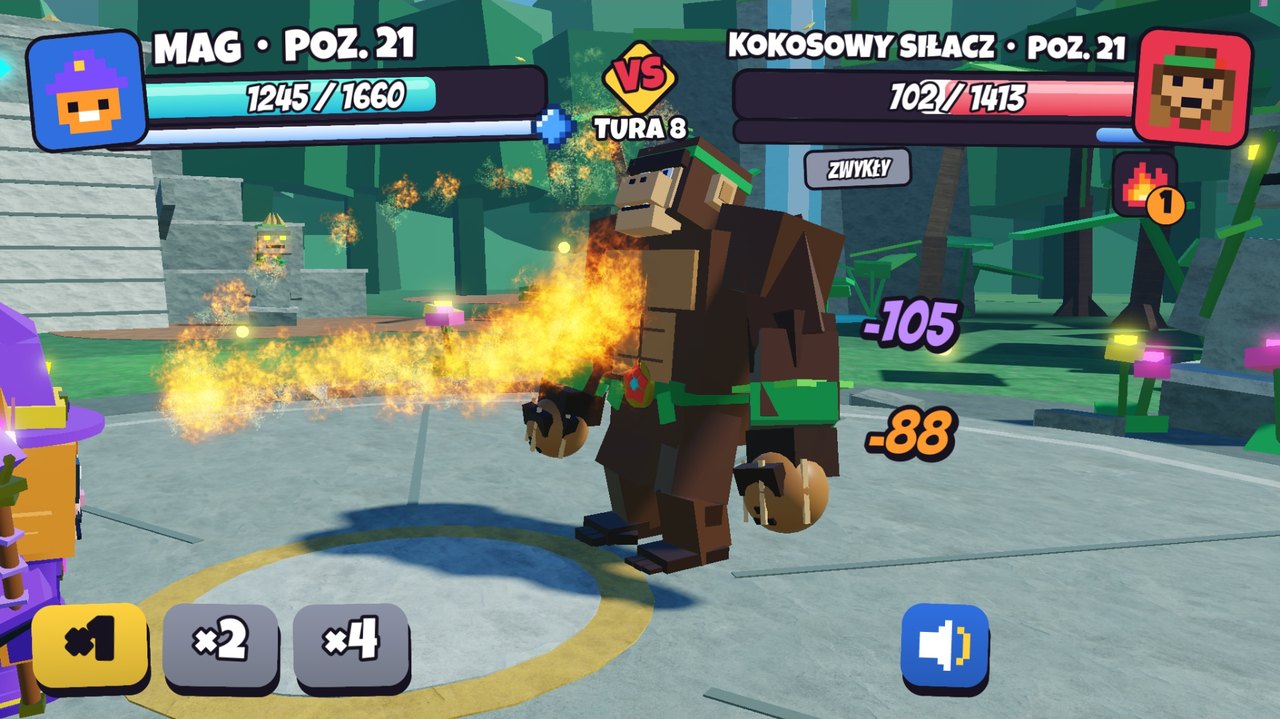 MAG • POZ. 21
1245 / 1660
VS
TURA 8
KOKOSOWY SIŁACZ • POZ. 21
702 / 1413
ZWYKŁY
1
-105
-88
×1
×2
×4